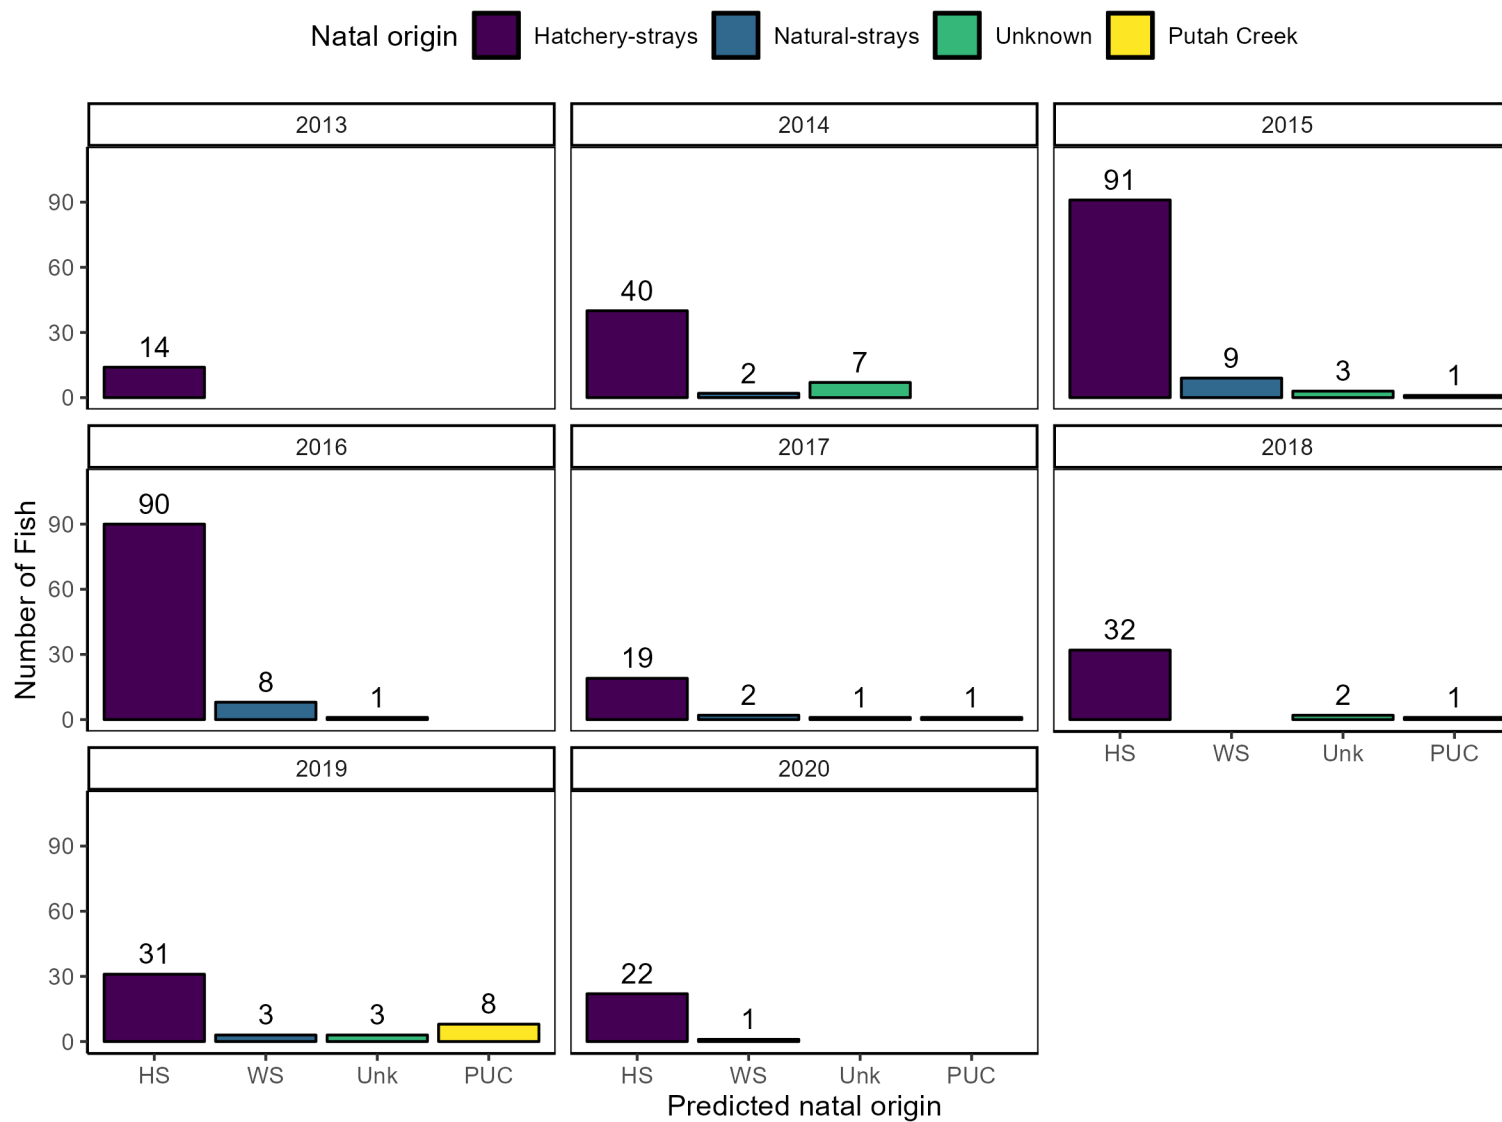 Natal origin Hatchery-strays Natural-strays Unknown Putah Creek
2013 2014 2015
90
60
30
0
14
40 2 7
91 9 3 1
2016 2017 2018
90
60
30
0
90 8 1
19 2 1 1
32 2 1
HS WS Unk PUC
2019 2020
90
60
30
0
31 3 3 8
22 1
HS WS Unk PUC
HS WS Unk PUC
Number of Fish
Predicted natal origin